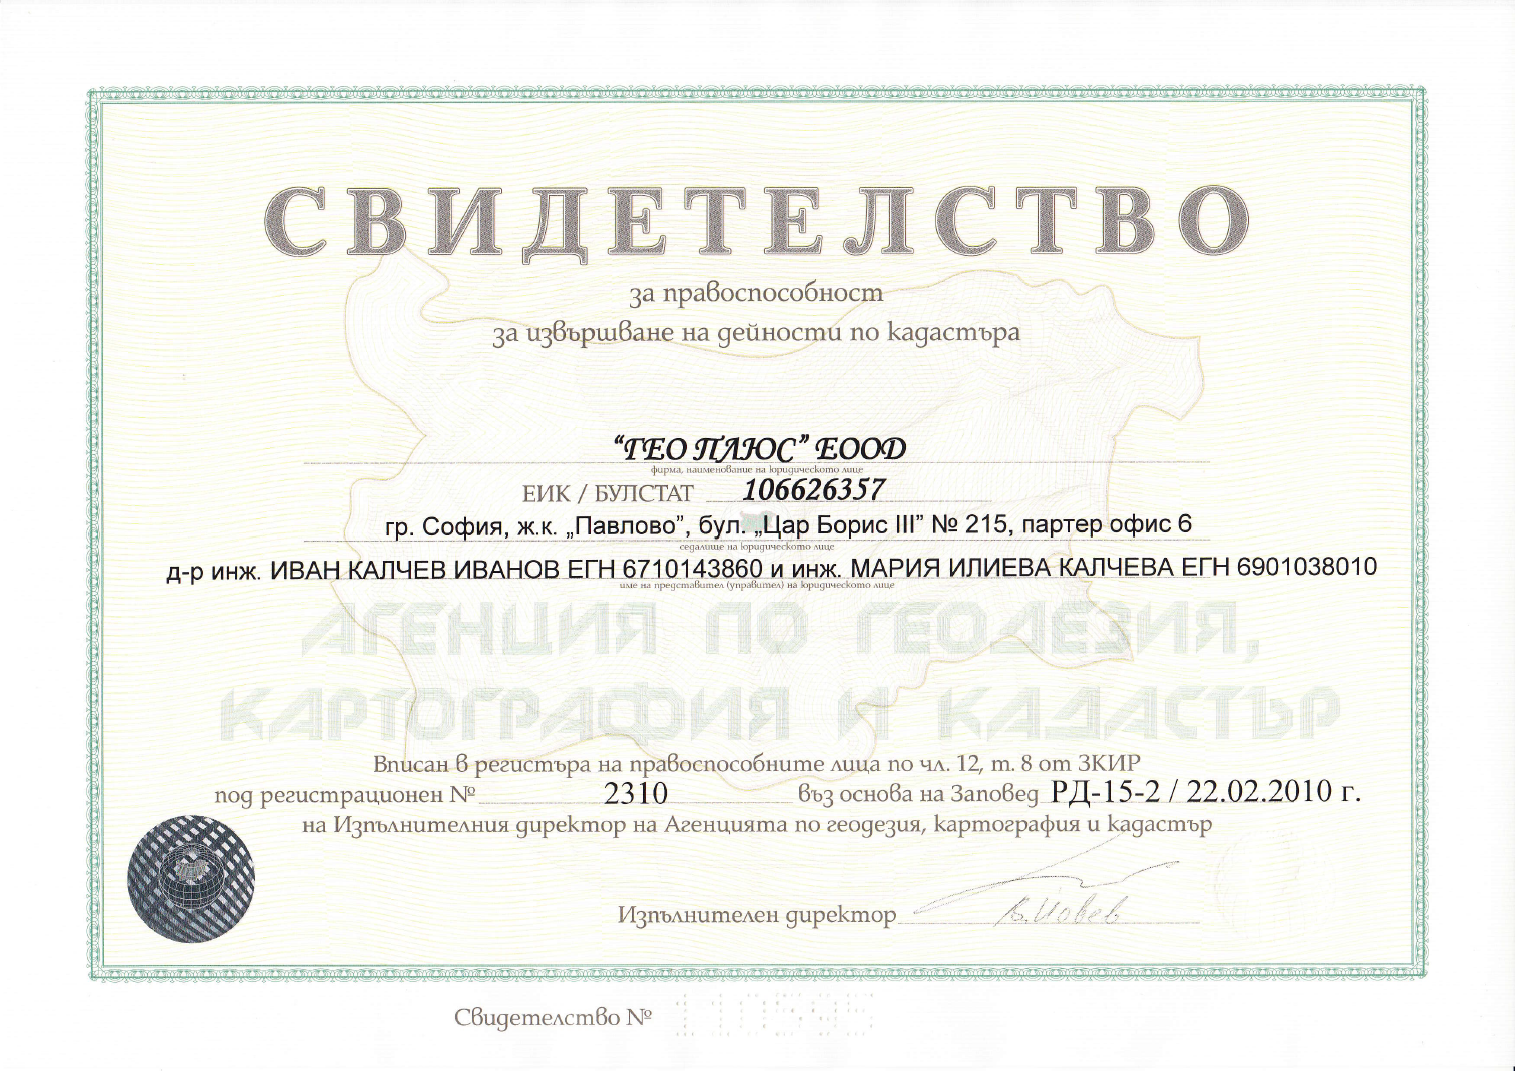 СВИДЕТЕЛСТВО
за правоспособност
за извършване на дейности по кадастъра
“ГЕО ПЛЮС” ЕООД
фирма, наименование на юридическото лице
ЕИК / БУЛСТАТ 106626357
гр. София, ж.к. „Павлово”, бул. „Цар Борис III” № 215, партер офис 6
седалище на юридическото лице
д-р инж. ИВАН КАЛЧЕВ ИВАНОВ ЕГН 6710143860 и инж. МАРИЯ ИЛИЕВА КАЛЧЕВА ЕГН 6901038010
име на представител (управител) на юридическото лице
АГЕНЦИЯ ПО ГЕОДЕЗИЯ,
КАРТОГРАФИЯ И КАДАСТЪР
Вписан в регистъра на правоспособните лица по чл. 12, т. 8 от ЗКИР
под регистрационен № 2310 въз основа на Заповед РД-15-2 / 22.02.2010 г.
на Изпълнителния директор на Агенцията по геодезия, картография и кадастър
Изпълнителен директор В. Йовев
Свидетелство №